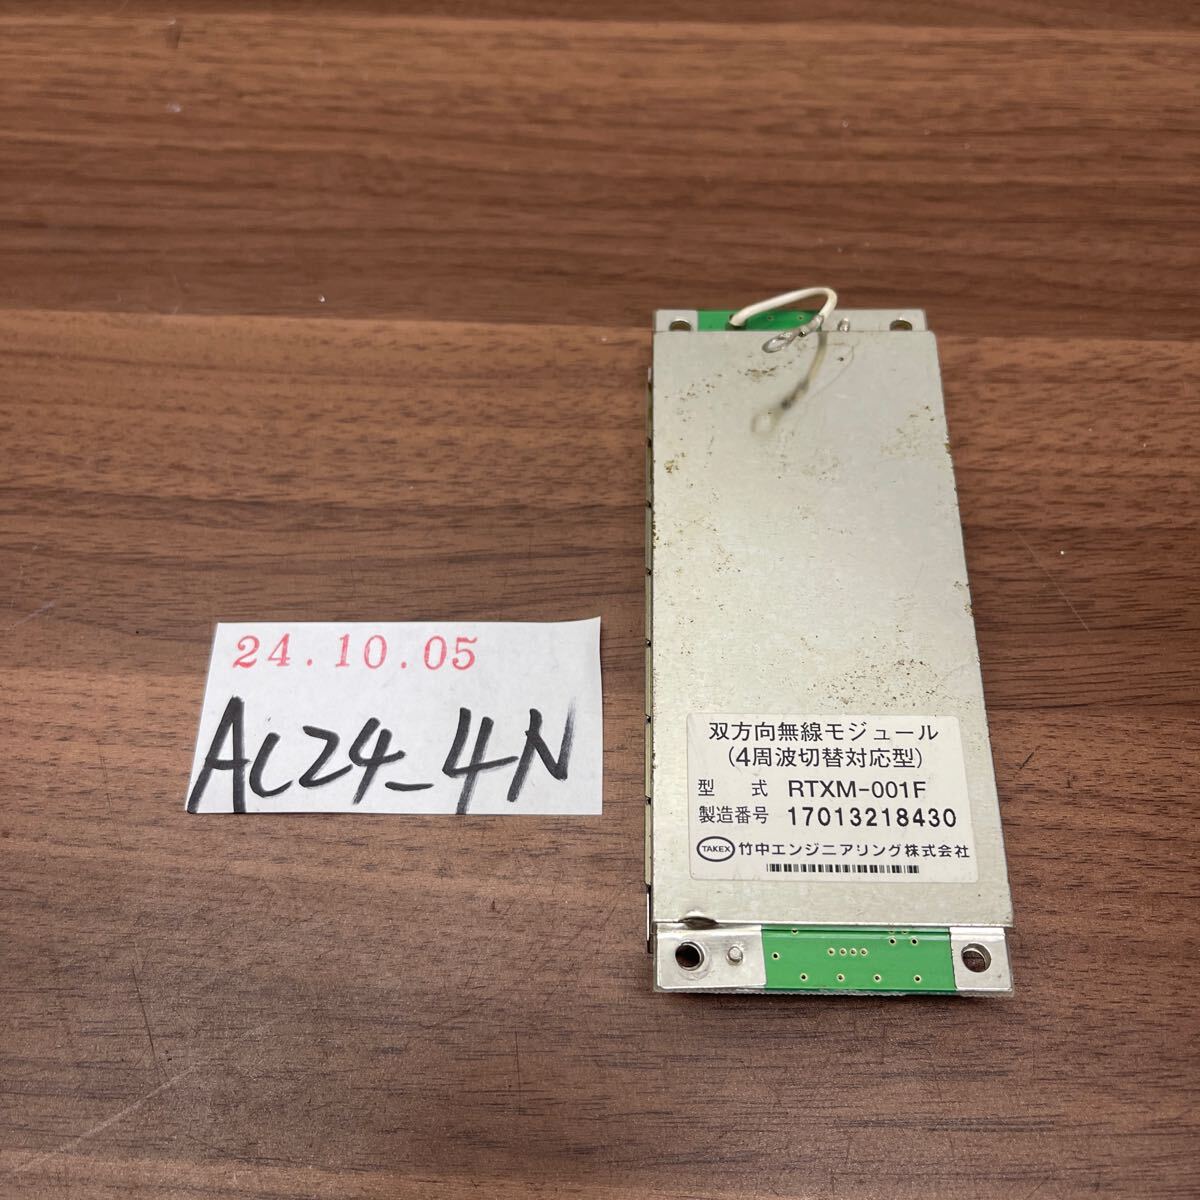 24.10.05
AC24-4N
双方向無線モジュール
(4周波切替対応型)
型 式 RTXM-001F
製造番号 17013218430
TAKEX 竹中エンジニアリング株式会社